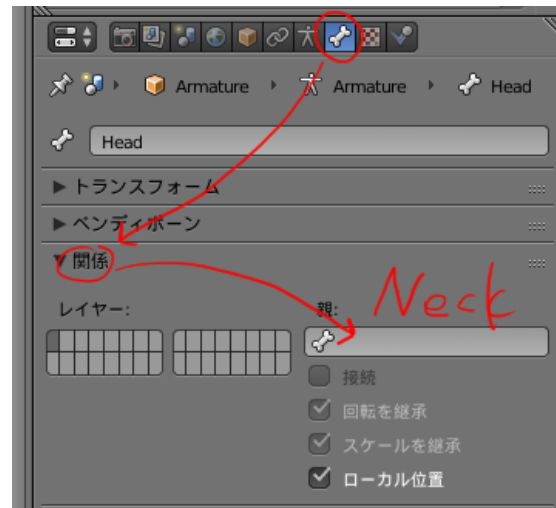 Armature Armature Head
Head
トランスフォーム
ベンディボーン
関係
レイヤー: 親:
Neck
接続
回転を継承
スケールを継承
ローカル位置